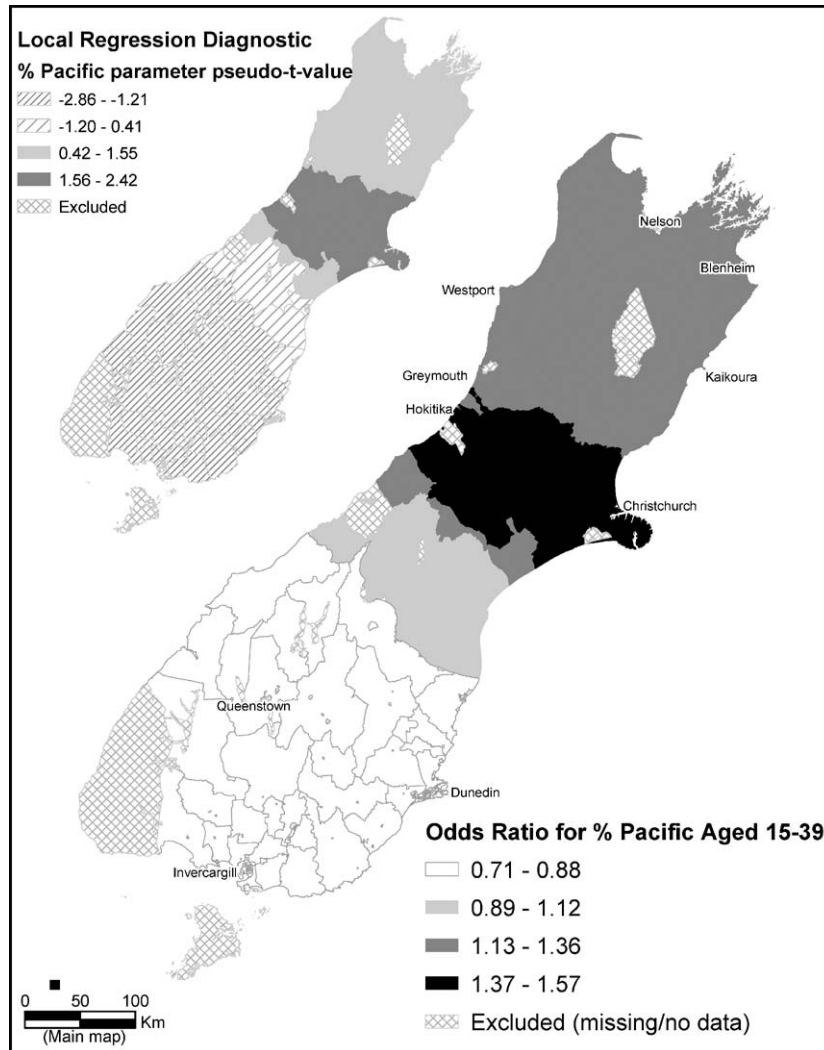 Local Regression Diagnostic
% Pacific parameter pseudo-t-value
-2.86 - -1.21
-1.20 - 0.41
0.42 - 1.55
1.56 - 2.42
Excluded
Nelson
Blenheim
Westport
Kaikoura
Greymouth
Hokitika
Christchurch
Queenstown
Dunedin
Invercargill
Odds Ratio for % Pacific Aged 15-39
0.71 - 0.88
0.89 - 1.12
1.13 - 1.36
1.37 - 1.57
Excluded (missing/no data)
0 50 100
Km
(Main map)